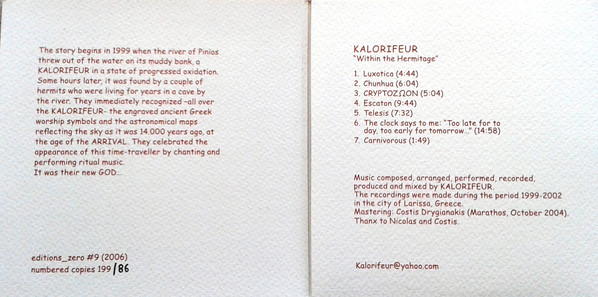 The story begins in 1999 when the river of Pinios
threw out of the water on its muddy bank, a
KALORIFEUR in a state of progressed oxidation.
Some hours later, it was found by a couple of
hermits who were living for years in a cave by
the river. They immediately recognized -all over
the KALORIFEUR- the engraved ancient Greek
worship symbols and the astronomical maps
reflecting the sky as it was 14.000 years ago, at
the age of the ARRIVAL. They celebrated the
appearance of this time-traveller by chanting and
performing ritual music.
It was their new GOD...
editions_zero #9 (2006)
numbered copies 199 /86
KALORIFEUR
"Within the Hermitage"
1. Luxotica (4:44)
2. Chunhua (6:04)
3. CRYPTOZΩON (5:04)
4. Escaton (9:44)
5. Telesis (7:32)
6. The clock says to me: "Too late for to
day, too early for tomorrow..." (14:58)
7. Carnivorous (1:49)
Music composed, arranged, performed, recorded,
produced and mixed by KALORIFEUR.
The recordings were made during the period 1999-2002
in the city of Larissa, Greece.
Mastering: Costis Drygianakis (Marathos, October 2004).
Thanx to Nicolas and Costis.
Kalorifeur@yahoo.com